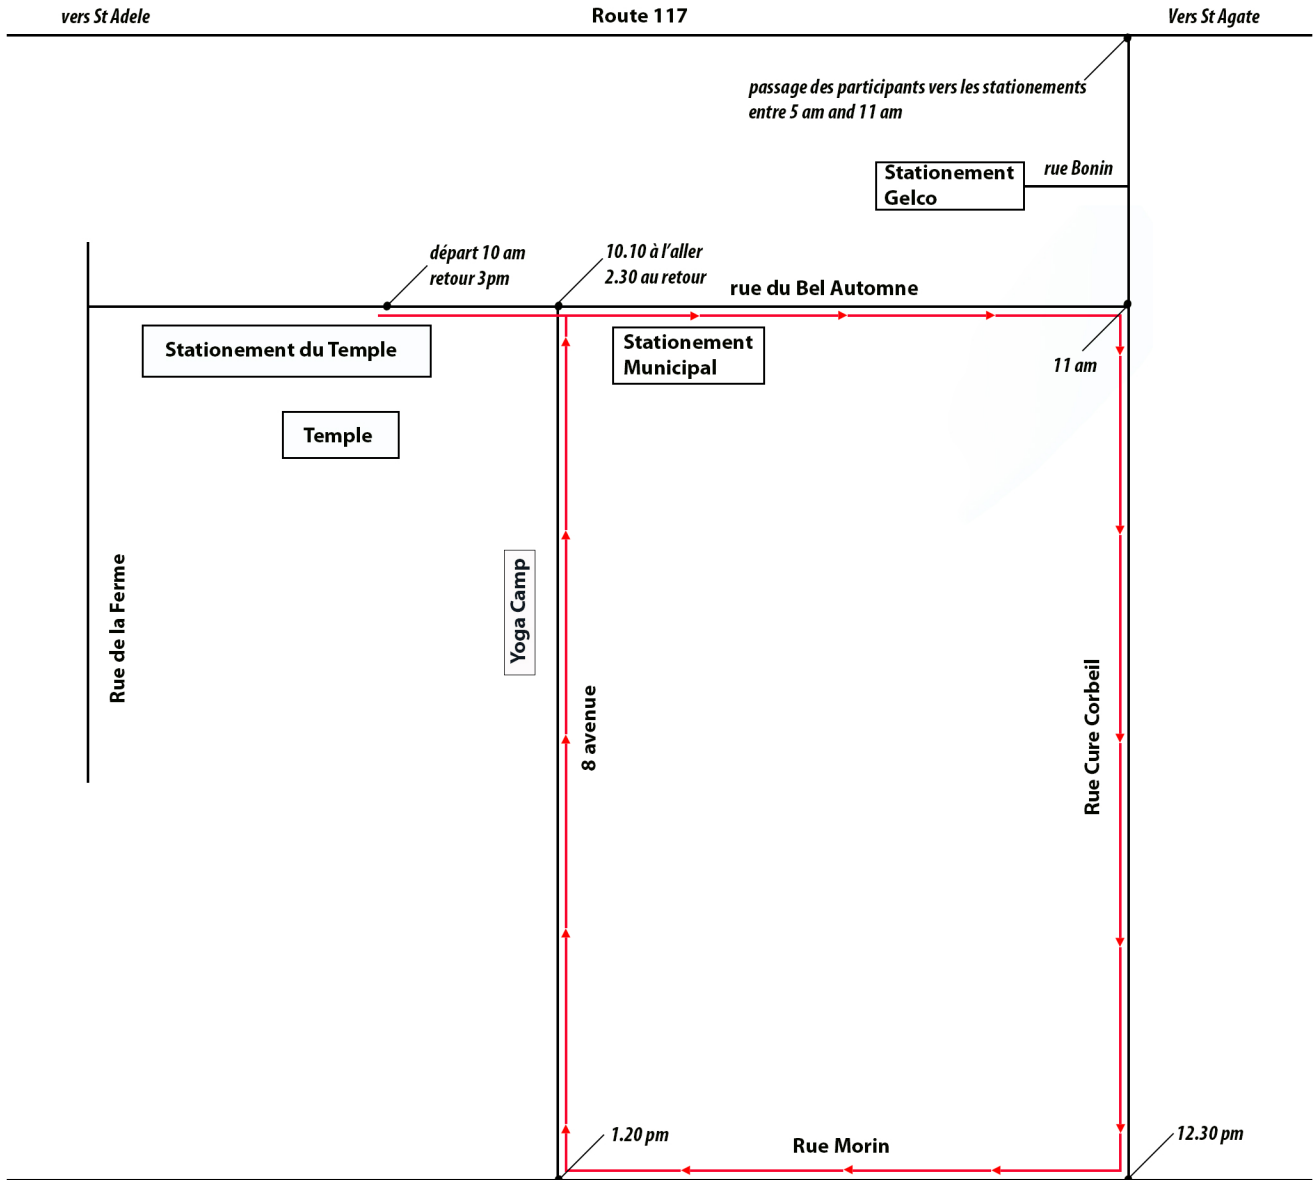 vers St Adele
Route 117
Vers St Agate
passage des participants vers les stationements
entre 5 am and 11 am
Stationement
Gelco
rue Bonin
départ 10 am
retour 3pm
10.10 à l'aller
2.30 au retour
rue du Bel Automne
Stationement du Temple
Stationement
Municipal
11 am
Temple
Rue de la Ferme
Yoga Camp
8 avenue
Rue Cure Corbeil
1.20 pm
Rue Morin
12.30 pm